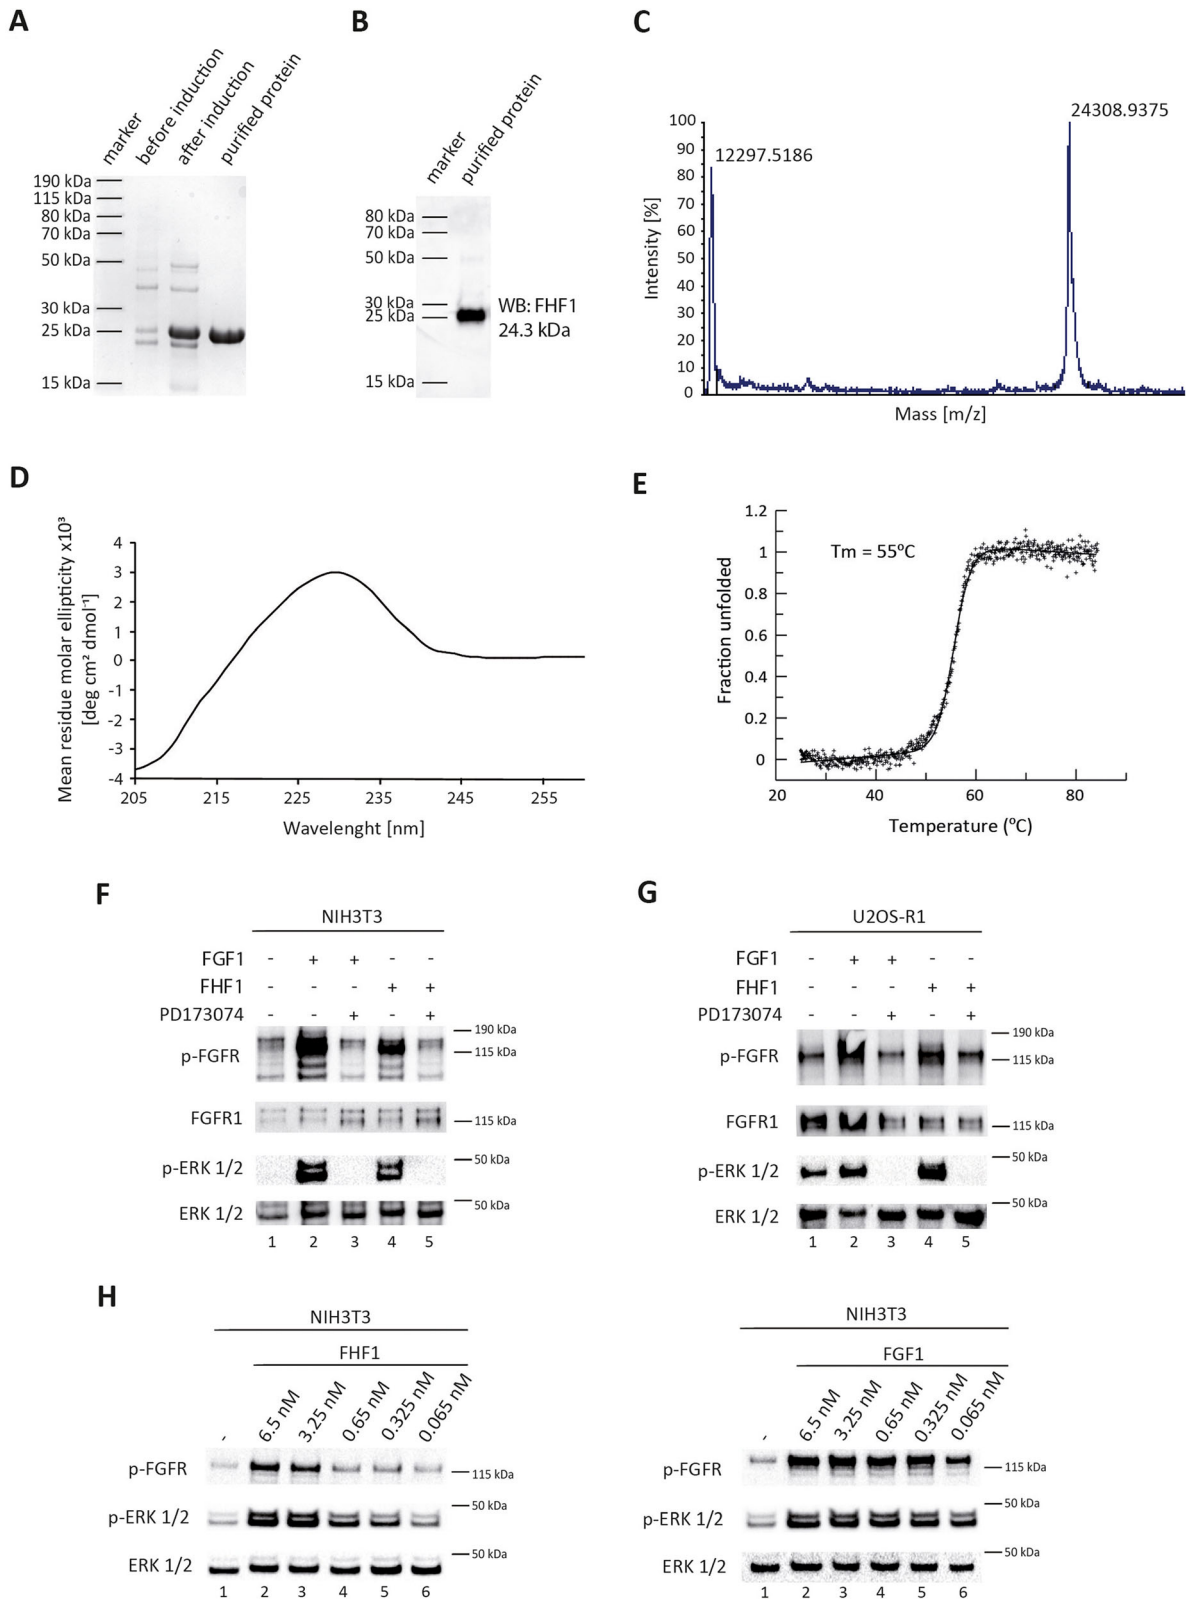 A
marker
before induction
after induction
purified protein
190 kDa
115 kDa
80 kDa
70 kDa
50 kDa
30 kDa
25 kDa
15 kDa
B
marker
purified protein
80 kDa
70 kDa
50 kDa
30 kDa
25 kDa
15 kDa
WB: FHF1
24.3 kDa
C
24308.9375
12297.5186
100
90
80
70
60
50
40
30
20
10
0
Intensity [%]
Mass [m/z]
D
Mean residue molar ellipticity x10³
[deg cm² dmol⁻¹]
4
3
2
1
0
-1
-2
-3
-4
205 215 225 235 245 255
Wavelenght [nm]
E
Fraction unfolded
1.2
1
0.8
0.6
0.4
0.2
0
Tm = 55ºC
20 40 60 80
Temperature (ºC)
F
NIH3T3
FGF1 - + + - -
FHF1 - - - + +
PD173074 - - + - +
p-FGFR
190 kDa
115 kDa
FGFR1
115 kDa
p-ERK 1/2
50 kDa
ERK 1/2
50 kDa
1 2 3 4 5
G
U2OS-R1
FGF1 - + + - -
FHF1 - - - + +
PD173074 - - + - +
p-FGFR
190 kDa
115 kDa
FGFR1
115 kDa
p-ERK 1/2
50 kDa
ERK 1/2
50 kDa
1 2 3 4 5
H
NIH3T3
FHF1
- 6.5 nM 3.25 nM 0.65 nM 0.325 nM 0.065 nM
p-FGFR
115 kDa
p-ERK 1/2
50 kDa
ERK 1/2
50 kDa
1 2 3 4 5 6
NIH3T3
FGF1
- 6.5 nM 3.25 nM 0.65 nM 0.325 nM 0.065 nM
p-FGFR
115 kDa
p-ERK 1/2
50 kDa
ERK 1/2
50 kDa
1 2 3 4 5 6